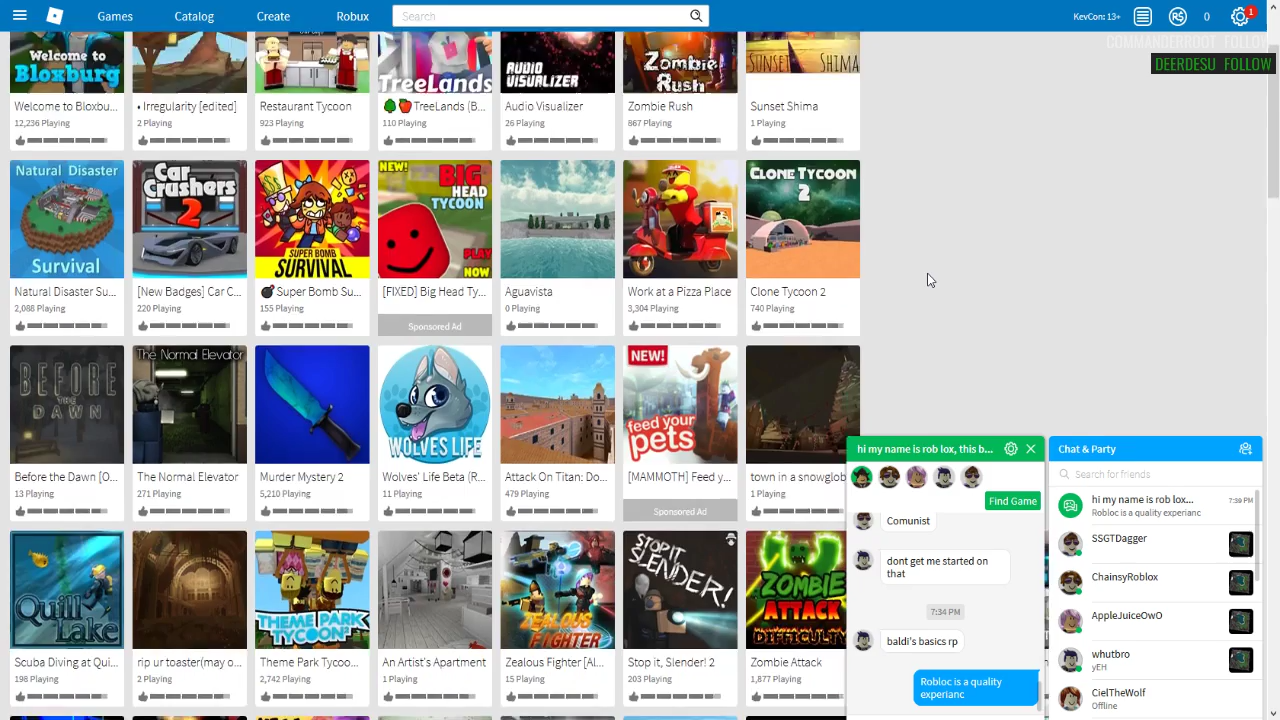 Games
Catalog
Create
Robux
Search
KevCon: 13+
0
1
COMMANDERROOT FOLLOW
DEERDESU FOLLOW
Welcome to
Bloxburg
TreeLands
AUDIO
VISUALIZER
Zombie
Rush
SUNSET SHIMA
Welcome to Bloxbu...
• Irregularity [edited]
Restaurant Tycoon
🌲🍎TreeLands (B...
Audio Visualizer
Zombie Rush
Sunset Shima
12,236 Playing
2 Playing
923 Playing
110 Playing
26 Playing
867 Playing
1 Playing
Natural Disaster
Survival
Car
Crushers
2
SUPER BOMB
SURVIVAL
NEW!
BIG
HEAD
TYCOON
PLAY
NOW
CLONE TYCOON
2
Natural Disaster Su...
[New Badges] Car C...
💣 Super Bomb Su...
[FIXED] Big Head Ty...
Aguavista
Work at a Pizza Place
Clone Tycoon 2
2,088 Playing
220 Playing
155 Playing
0 Playing
3,304 Playing
740 Playing
Sponsored Ad
BEFORE
THE
DAWN
The Normal Elevator
WOLVES LIFE
NEW!
feed your
pets
Before the Dawn [O...
The Normal Elevator
Murder Mystery 2
Wolves' Life Beta (R...
Attack On Titan: Do...
[MAMMOTH] Feed y...
town in a snowglob
13 Playing
271 Playing
5,210 Playing
11 Playing
479 Playing
1 Playing
Sponsored Ad
Quill
Lake
THEME PARK
TYCOON
ZEALOUS
FIGHTER
STOP IT,
SLENDER!
ZOMBIE
ATTACK
DIFFICULTY
Scuba Diving at Qui...
rip ur toaster(may o...
Theme Park Tycoo...
An Artist's Apartment
Zealous Fighter [Al...
Stop it, Slender! 2
Zombie Attack
198 Playing
2 Playing
2,742 Playing
1 Playing
15 Playing
203 Playing
1,877 Playing
hi my name is rob lox, this b...
Find Game
Comunist
dont get me started on
that
7:34 PM
baldi's basics rp
Robloc is a quality
experianc
Chat & Party
Search for friends
hi my name is rob lox...
7:39 PM
Robloc is a quality experianc
SSGTDagger
ChainsyRoblox
AppleJuiceOwO
whutbro
yEH
CielTheWolf
Offline